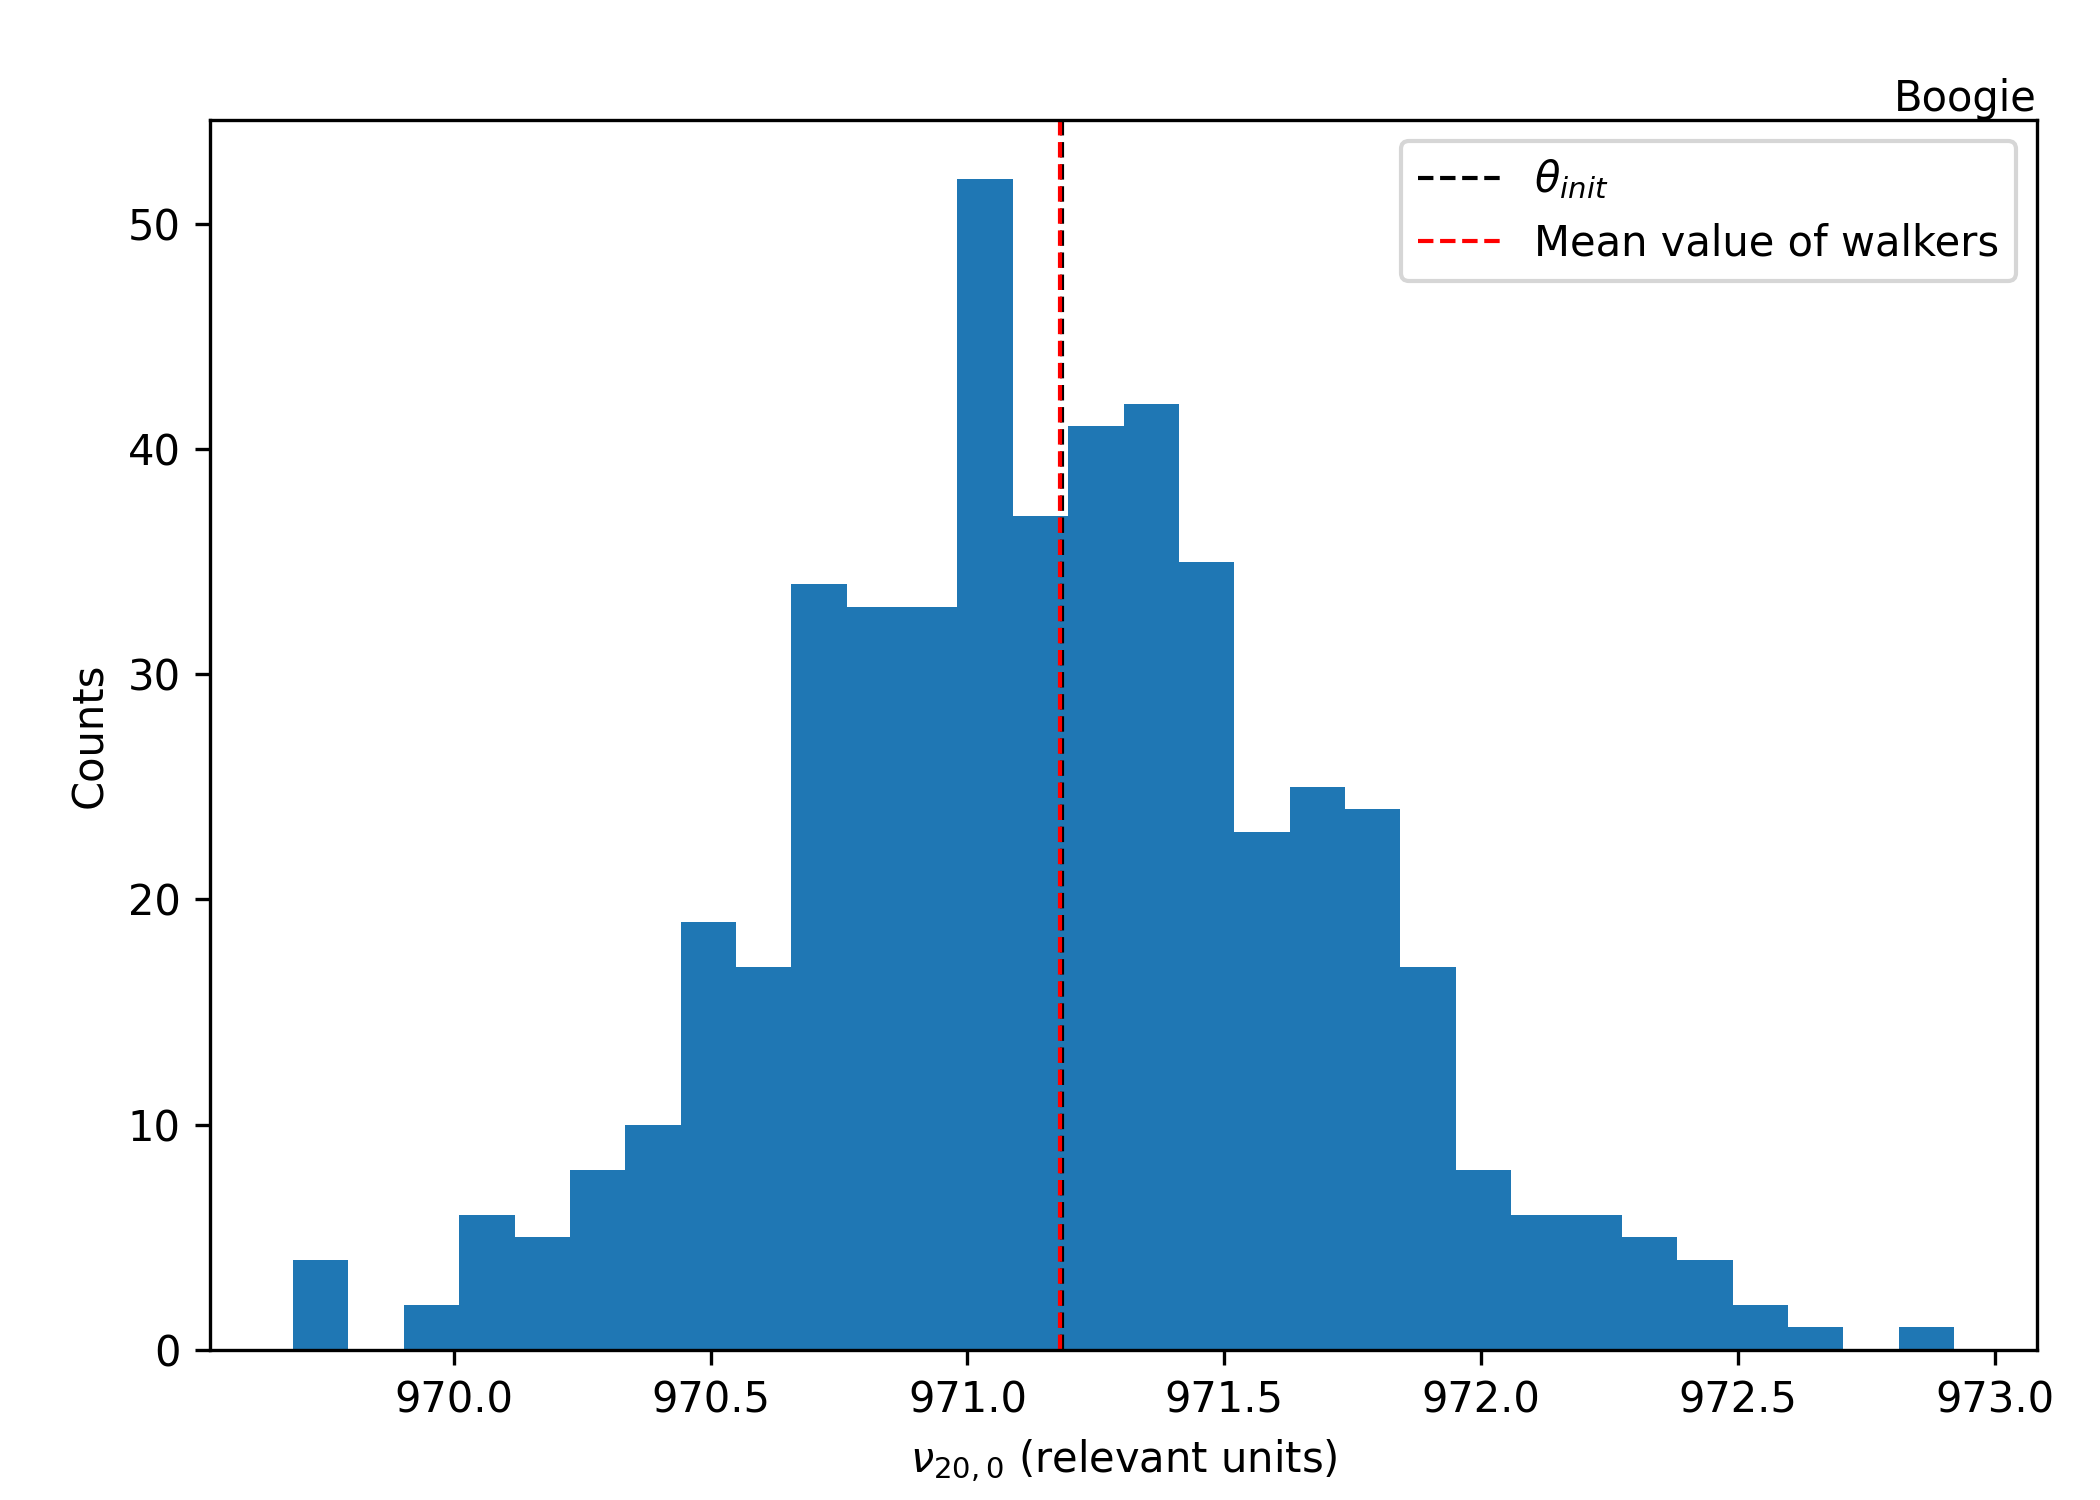 Boogie
θinit
Mean value of walkers
50
40
30
20
10
0
Counts
970.0 970.5 971.0 971.5 972.0 972.5 973.0
ν20, 0 (relevant units)